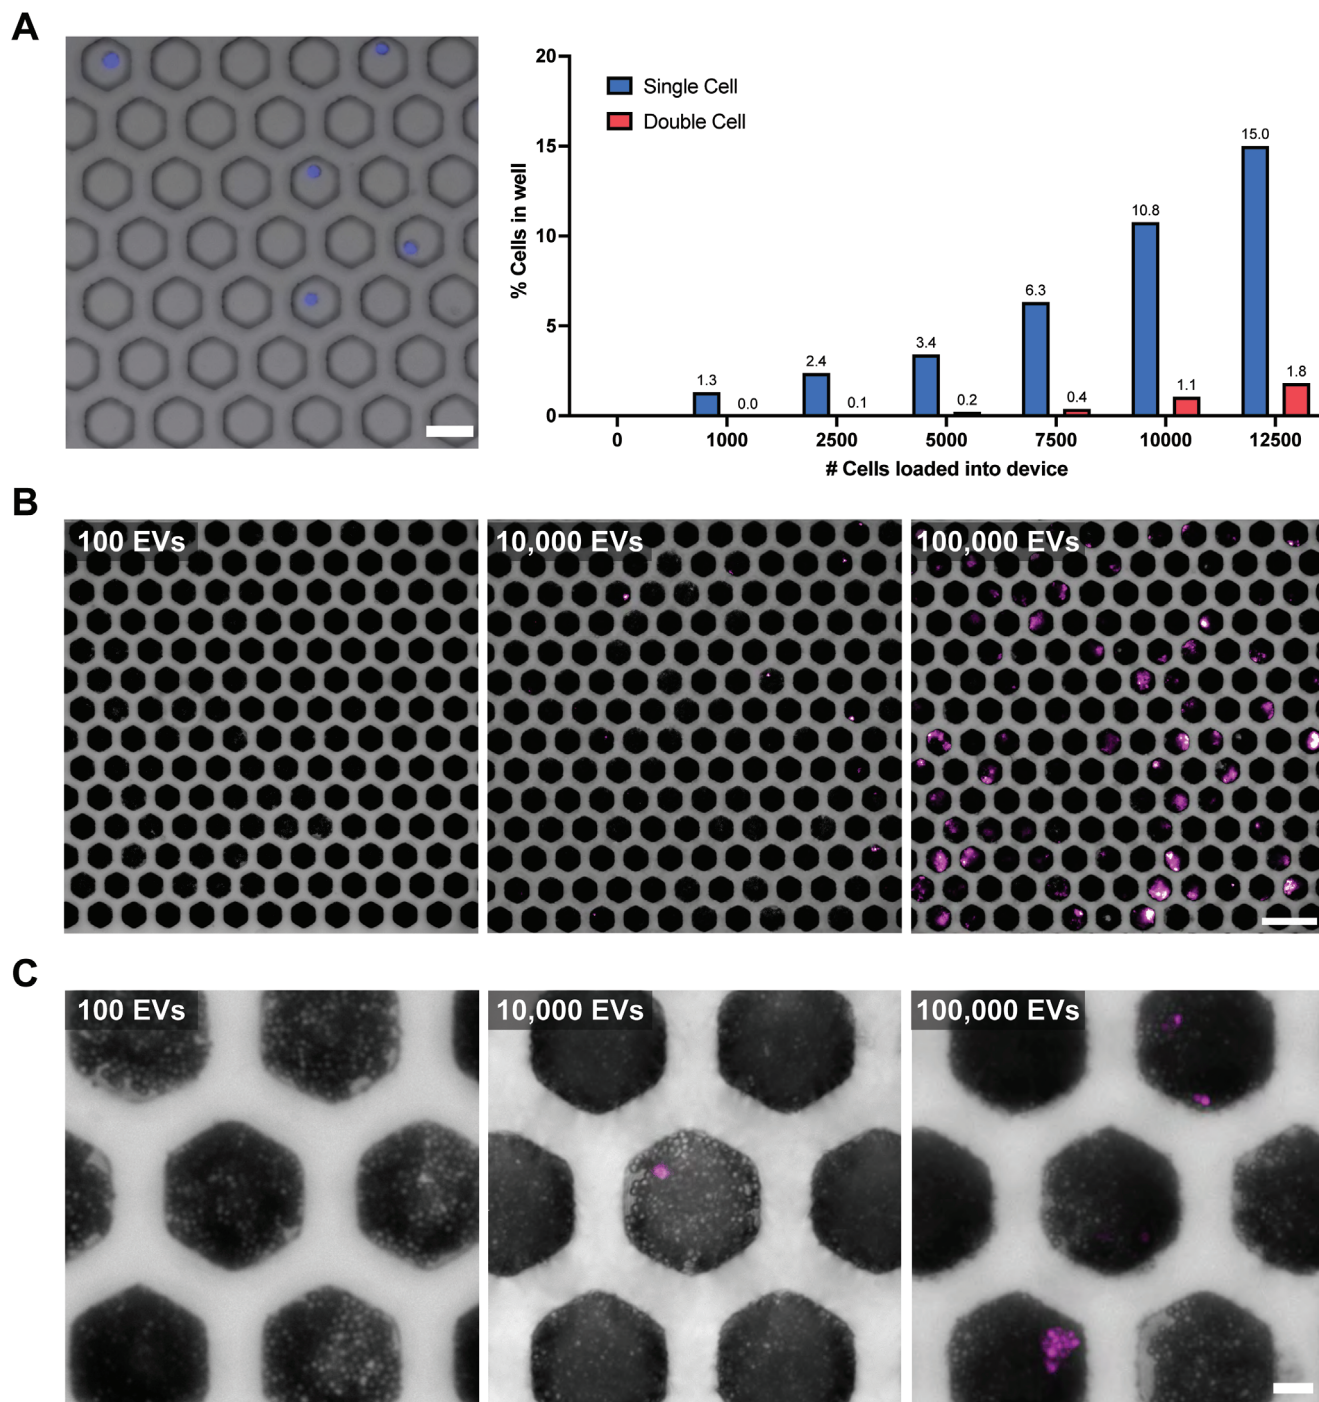 A
20
15
10
5
0
% Cells in well
Single Cell
Double Cell
1.3
0.0
2.4
0.1
3.4
0.2
6.3
0.4
10.8
1.1
15.0
1.8
0 1000 2500 5000 7500 10000 12500
# Cells loaded into device
B
100 EVs
10,000 EVs
100,000 EVs
C
100 EVs
10,000 EVs
100,000 EVs